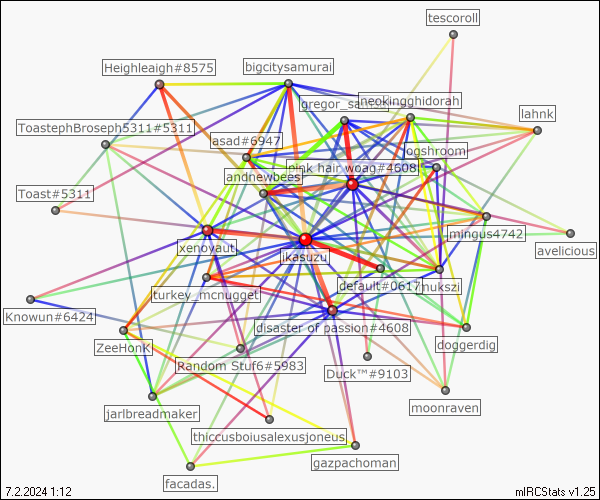 tescoroll
Heighleaigh#8575
bigcitysamurai
gregor_sa
neokingghidorah
lahnk
ToastephBroseph5311#5311
asad#6947
fogshroom
pink hair woag#4608
andnewbees
Toast#5311
mingus4742
xenovaut
ikasuzu
avelicious
default#0617
nukszi
turkey_mcnugget
Knowun#6424
disaster of passion#4608
doggerdig
ZeeHonK
Random Stuf6#5983
Duck™#9103
moonraven
jarlbreadmaker
thiccusboiusalexusjoneus
gazpachoman
facadas.
7.2.2024 1:12
mIRCStats v1.25